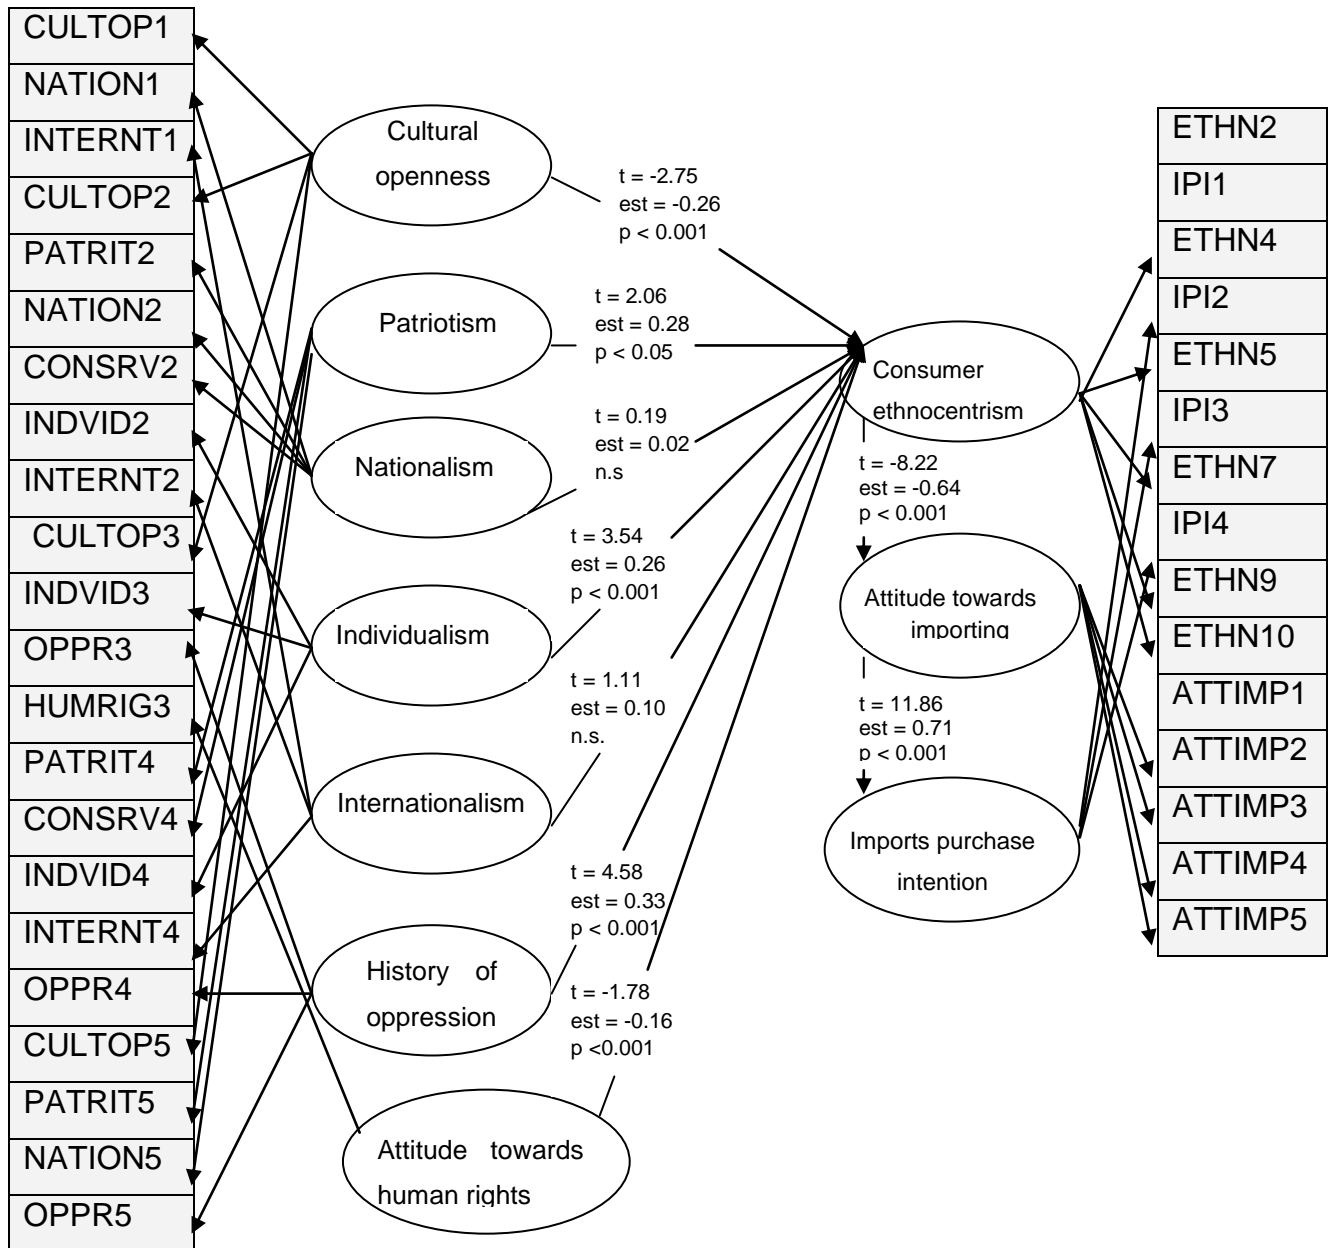 CULTOP1
NATION1
INTERNT1
CULTOP2
PATRIT2
NATION2
CONSRV2
INDVID2
INTERNT2
CULTOP3
INDVID3
OPPR3
HUMRIG3
PATRIT4
CONSRV4
INDVID4
INTERNT4
OPPR4
CULTOP5
PATRIT5
NATION5
OPPR5
Cultural
openness
Patriotism
Nationalism
Individualism
Internationalism
History of
oppression
Attitude towards
human rights
t = -2.75
est = -0.26
p < 0.001
t = 2.06
est = 0.28
p < 0.05
t = 0.19
est = 0.02
n.s
t = 3.54
est = 0.26
p < 0.001
t = 1.11
est = 0.10
n.s.
t = 4.58
est = 0.33
p < 0.001
t = -1.78
est = -0.16
p <0.001
Consumer
ethnocentrism
t = -8.22
est = -0.64
p < 0.001
Attitude towards
importing
t = 11.86
est = 0.71
p < 0.001
Imports purchase
intention
ETHN2
IPI1
ETHN4
IPI2
ETHN5
IPI3
ETHN7
IPI4
ETHN9
ETHN10
ATTIMP1
ATTIMP2
ATTIMP3
ATTIMP4
ATTIMP5